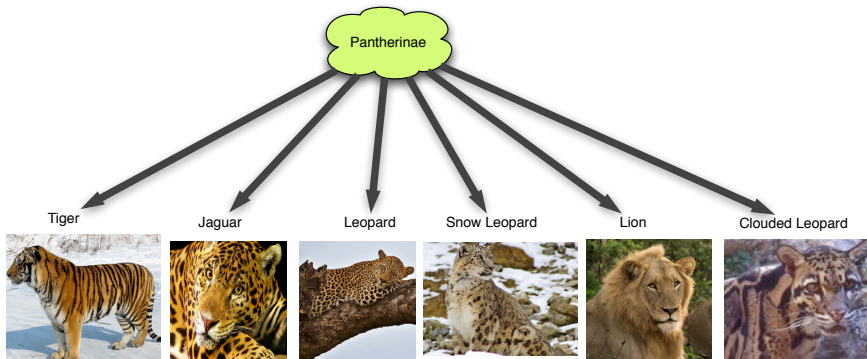 Pantherinae
Tiger
Jaguar
Leopard
Snow Leopard
Lion
Clouded Leopard